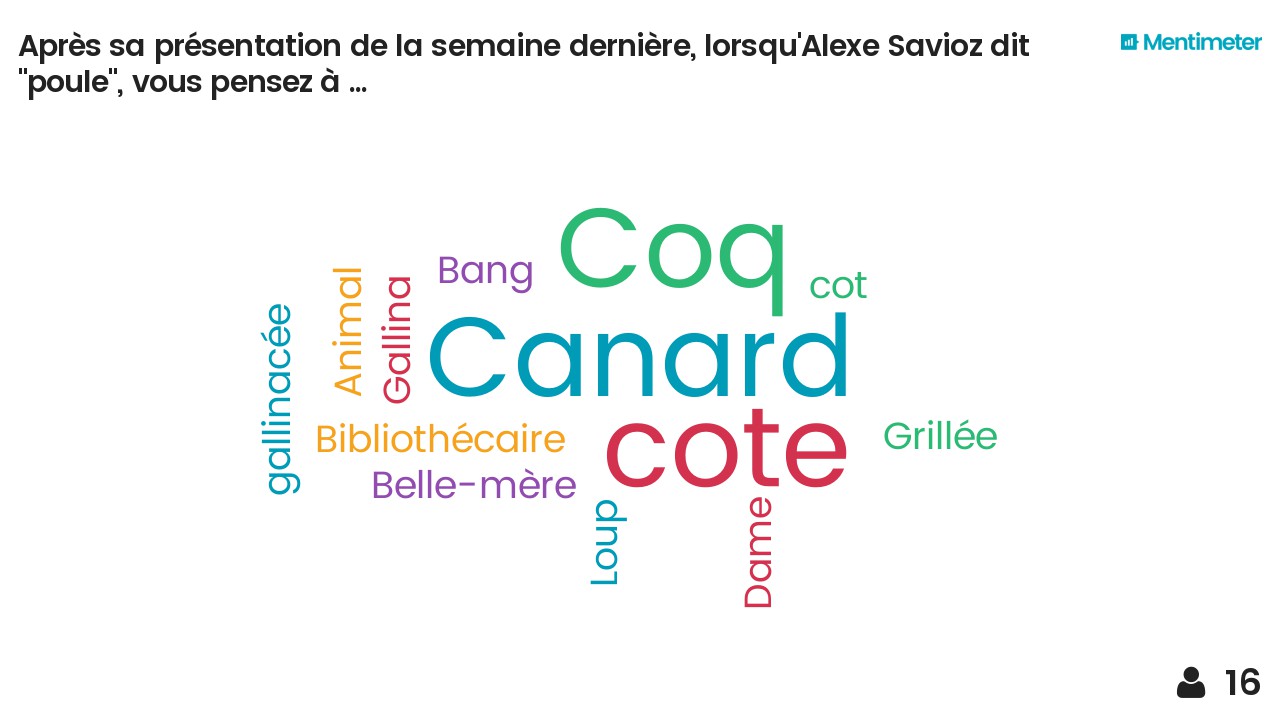 Après sa présentation de la semaine dernière, lorsqu'Alexe Savioz dit
"poule", vous pensez à ...
Mentimeter
Coq
Bang
cot
Animal
Gallina
gallinacée
Canard
Bibliothécaire
cote
Grillée
Belle-mère
Loup
Dame
16